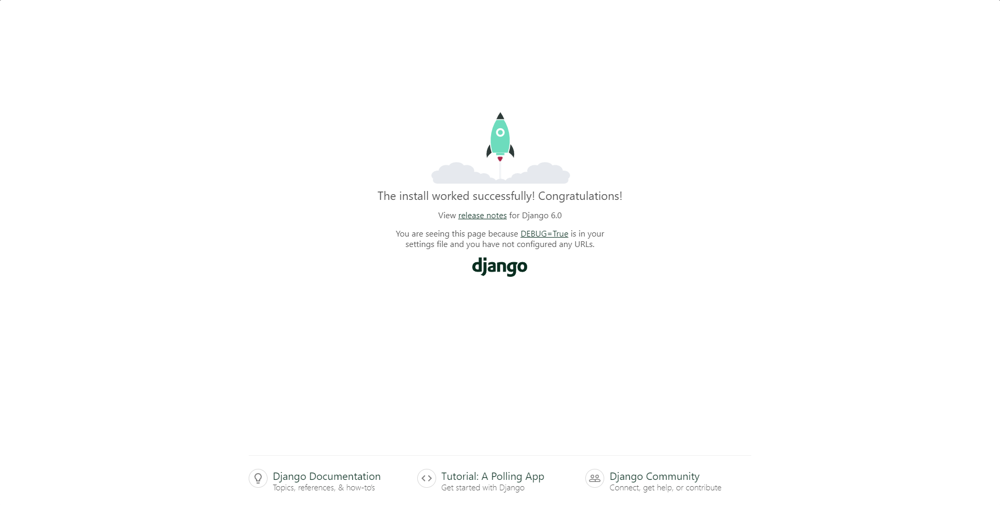 The install worked successfully! Congratulations!
View release notes for Django 6.0
You are seeing this page because DEBUG=True is in your
settings file and you have not configured any URLs.
django
Django Documentation
Topics, references, & how-to’s
Tutorial: A Polling App
Get started with Django
Django Community
Connect, get help, or contribute